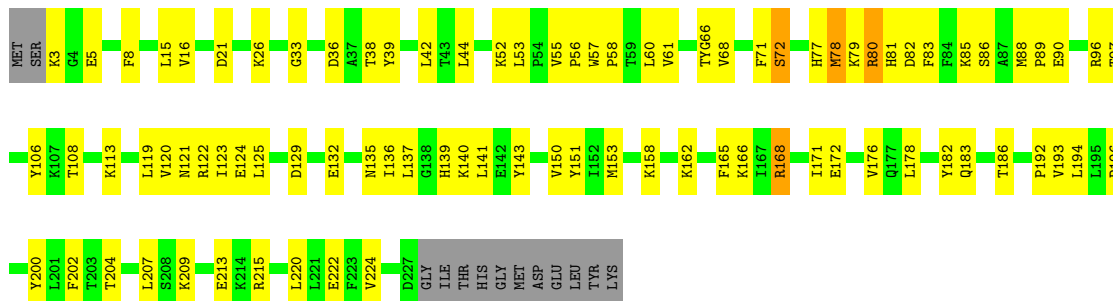 MET SER K3 G4 E5 F8 L15 V16 D21 K26 G33 D36 A37 T38 Y39 L42 T43 L44 K52 L53 P54 V55 P56 W57 P58 T59 L60 V61 TYG66 V68 F71 S72 H77 M78 K79 R80 H81 D82 F83 F84 K85 S86 A87 M88 P89 E90 R96
Y106 K107 T108 K113 L119 V120 N121 R122 I123 E124 L125 D129 E132 N135 I136 L137 G138 H139 K140 L141 E142 Y143 V150 Y151 I152 M153 K158 K162 F165 K166 I167 R168 I171 E172 V176 Q177 L178 Y182 Q183 T186 P192 V193 L194 L195
Y200 L201 F202 T203 T204 L207 S208 K209 E213 K214 R215 L220 L221 E222 F223 V224 D227 GLY ILE THR HIS GLY MET ASP GLU LEU TYR LYS